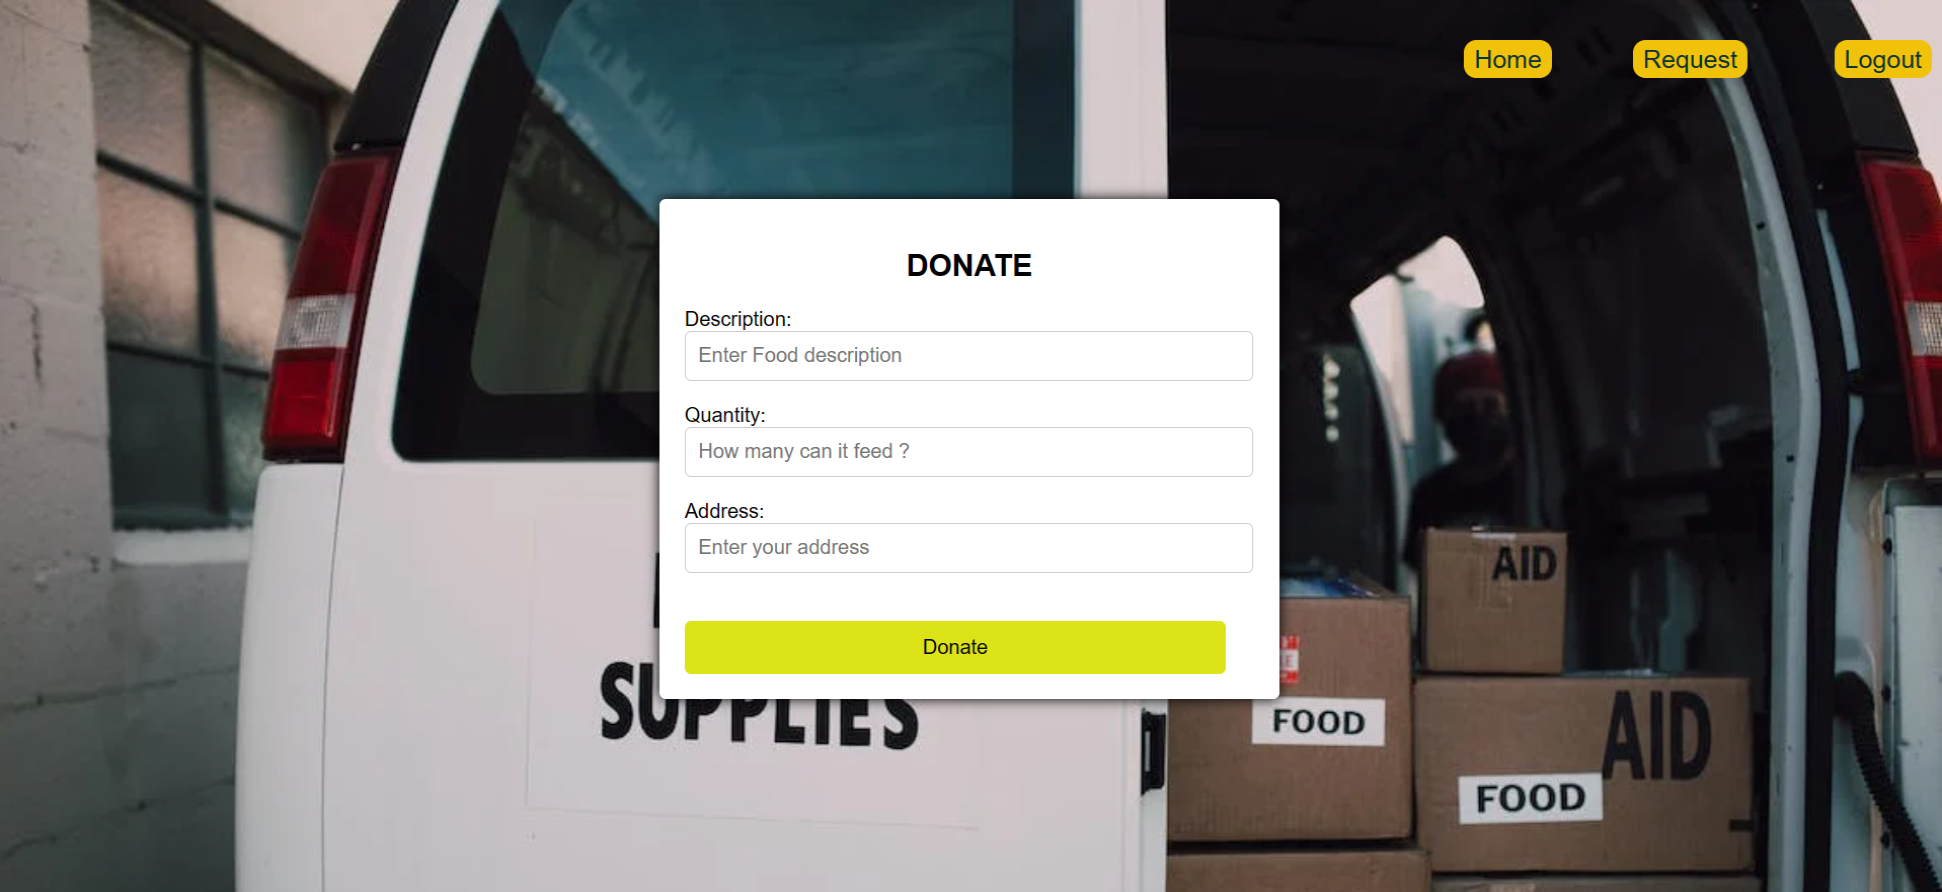 Home
Request
Logout
DONATE
Description:
Enter Food description
Quantity:
How many can it feed ?
Address:
Enter your address
Donate
SUPPLIES
AID
FOOD
AID
FOOD